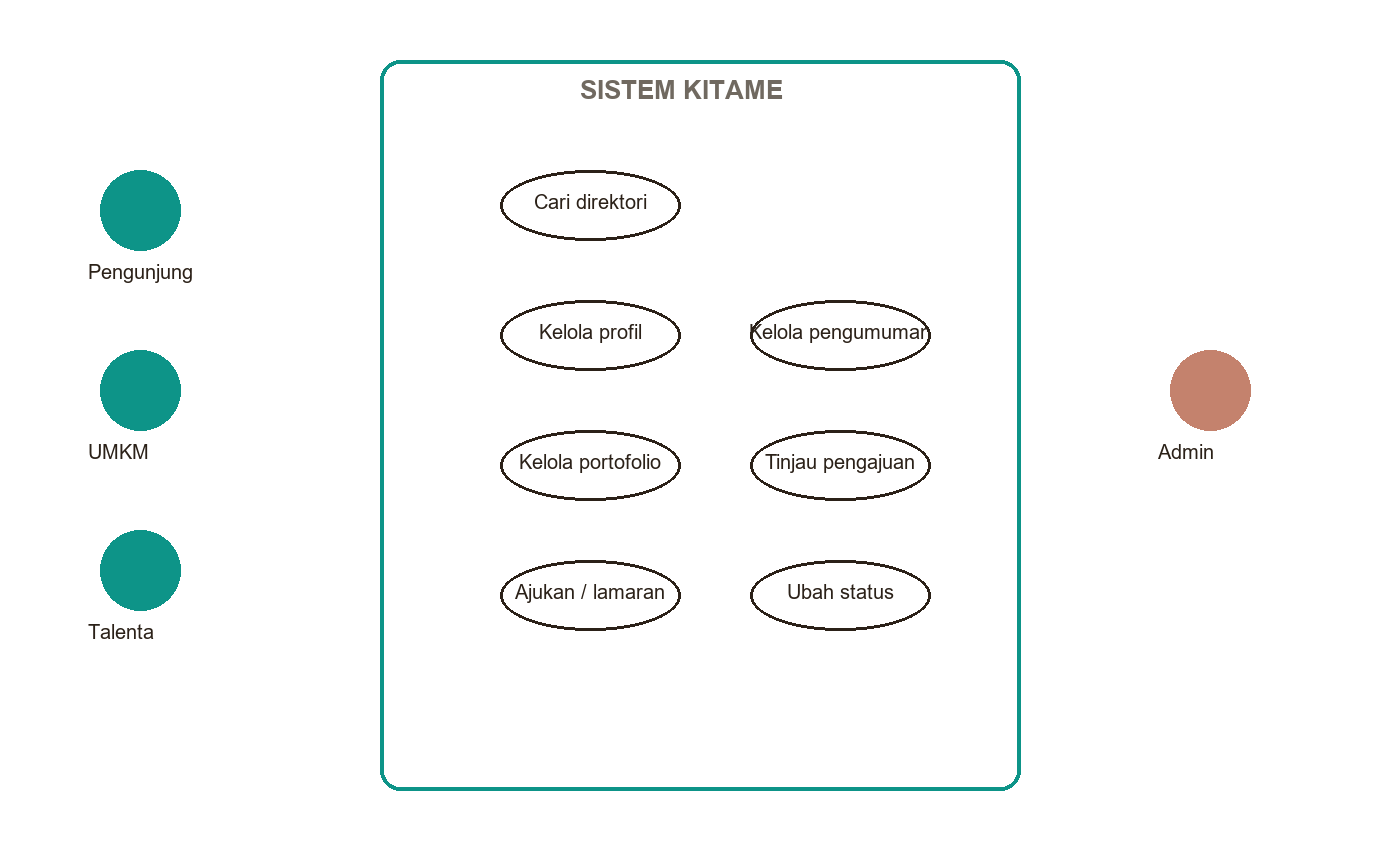 SISTEM KITAME
Cari direktori
Pengunjung
Kelola profil
Kelola pengumuman
UMKM
Kelola portofolio
Tinjau pengajuan
Admin
Ajukan / lamaran
Ubah status
Talenta